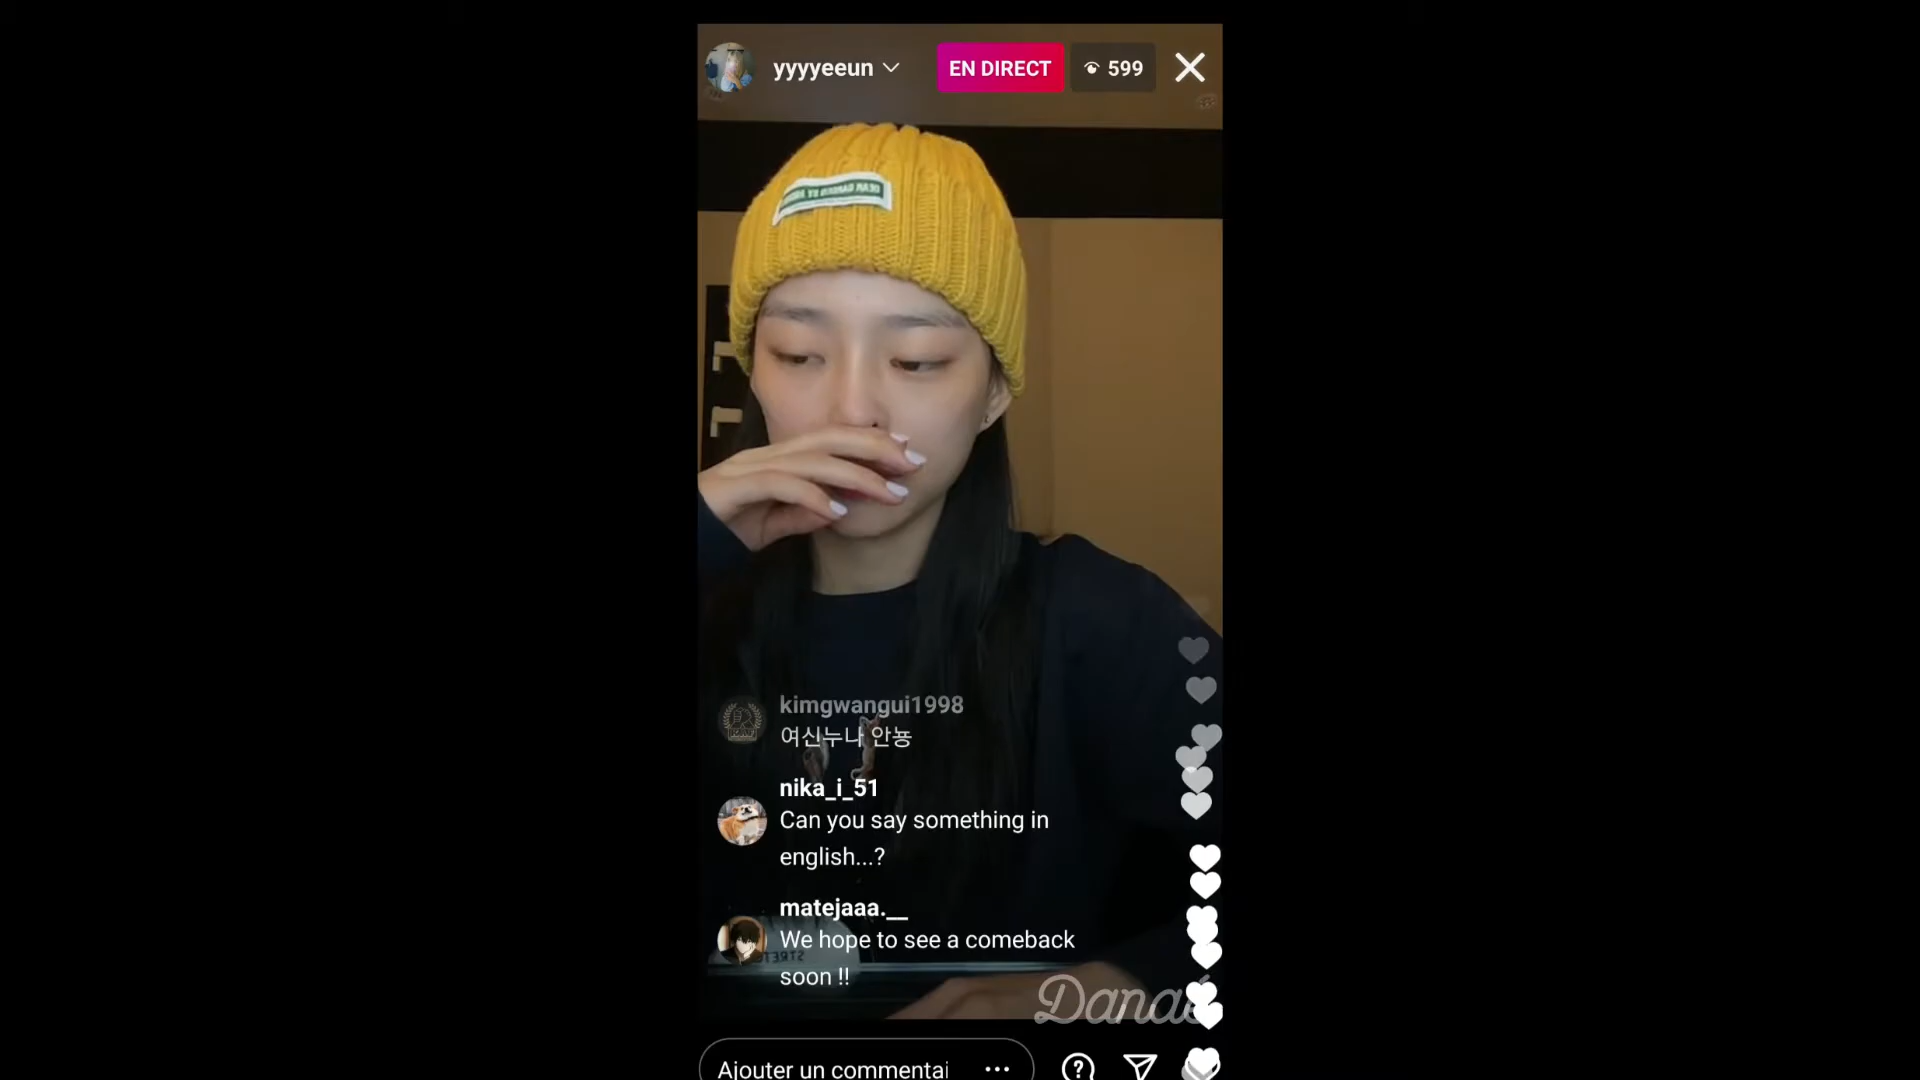 yyyyeeun
EN DIRECT
599
kimgwangui1998
여신누나 안뇽
nika_i_51
Can you say something in
english...?
matejaaa.__
We hope to see a comeback
soon !!
Ajouter un commentai